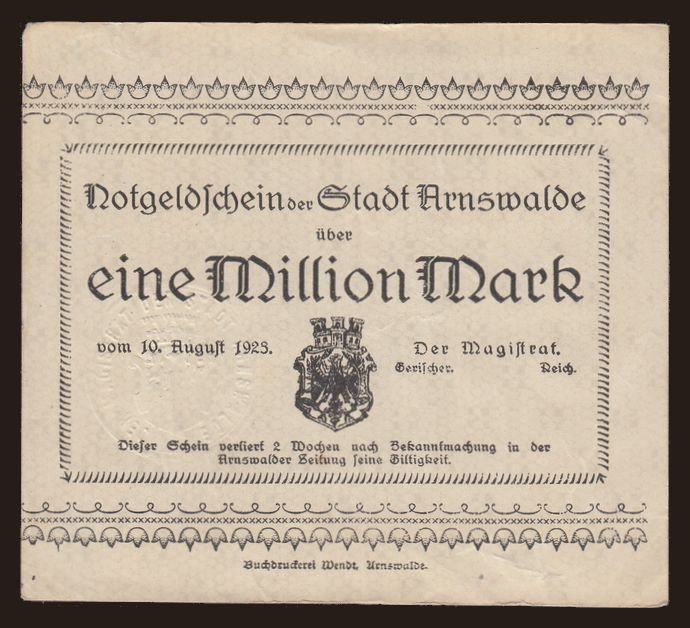 Notgeldschein der Stadt Arnswalde
über
eine Million Mark
vom 10. August 1923.
Der Magistrat.
Gerischer. Reich.
Dieser Schein verliert 2 Wochen nach Bekanntmachung in der
Arnswalder Zeitung seine Giltigkeit.
Buchdruckerei Wendt, Arnswalde.